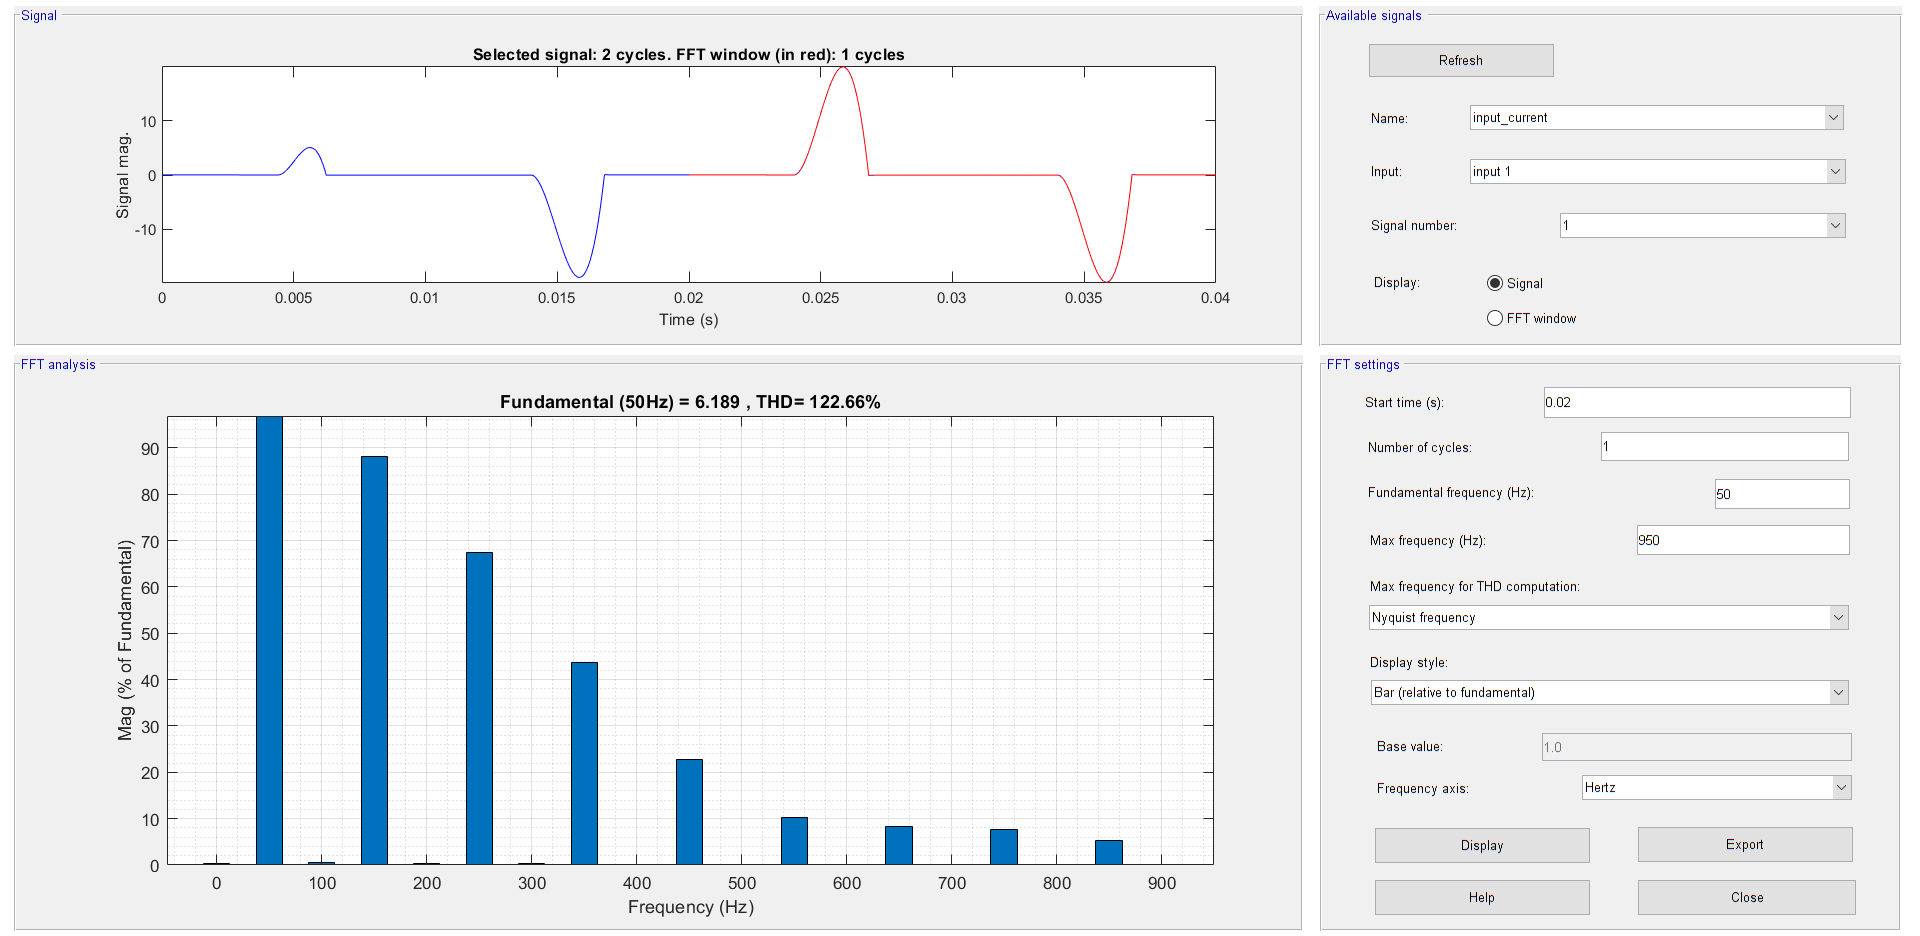 Signal
Selected signal: 2 cycles. FFT window (in red): 1 cycles
Signal mag.
10
0
-10
0
0.005
0.01
0.015
0.02
0.025
0.03
0.035
0.04
Time (s)
Available signals
Refresh
Name:
input_current
Input:
input 1
Signal number:
1
Display:
Signal
FFT window
FFT analysis
Fundamental (50Hz) = 6.189 , THD= 122.66%
Mag (% of Fundamental)
90
80
70
60
50
40
30
20
10
0
0
100
200
300
400
500
600
700
800
900
Frequency (Hz)
FFT settings
Start time (s):
0.02
Number of cycles:
1
Fundamental frequency (Hz):
50
Max frequency (Hz):
950
Max frequency for THD computation:
Nyquist frequency
Display style:
Bar (relative to fundamental)
Base value:
1.0
Frequency axis:
Hertz
Display
Export
Help
Close